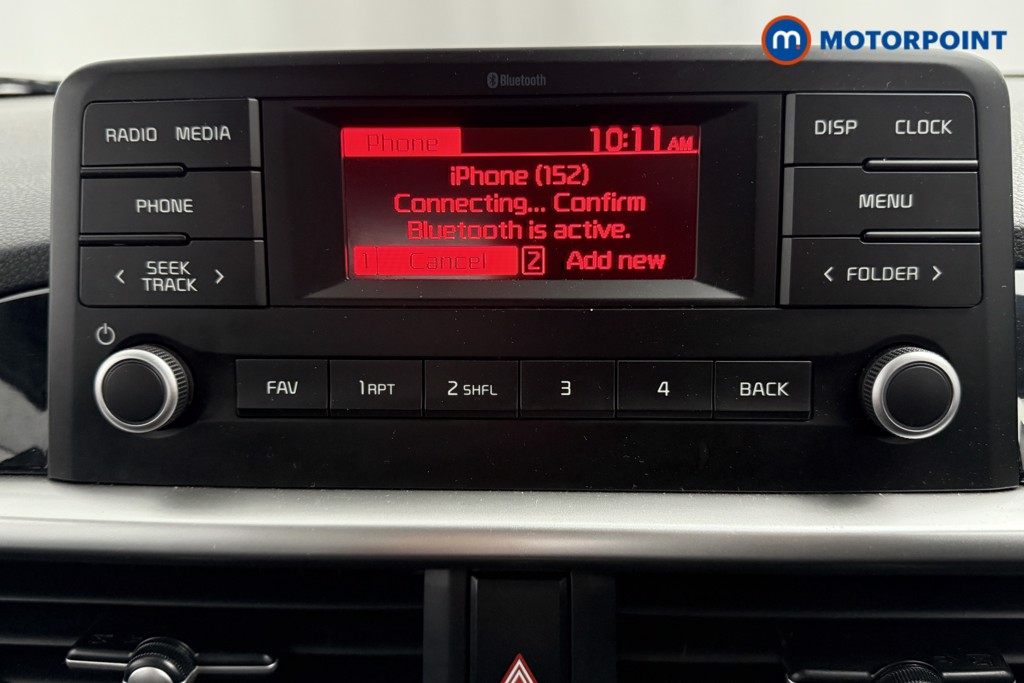 m MOTORPOINT
Bluetooth
RADIO MEDIA
PHONE
SEEK
TRACK
Phone 10:11 AM
iPhone (152)
Connecting... Confirm
Bluetooth is active.
1 Cancel 2 Add new
DISP CLOCK
MENU
FOLDER
FAV 1 RPT 2 SHFL 3 4 BACK